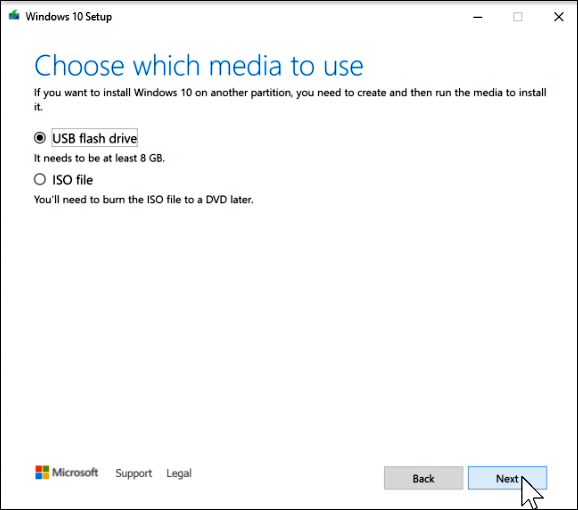 Windows 10 Setup
Choose which media to use
If you want to install Windows 10 on another partition, you need to create and then run the media to install
it.
USB flash drive
It needs to be at least 8 GB.
ISO file
You'll need to burn the ISO file to a DVD later.
Microsoft Support Legal Back Next